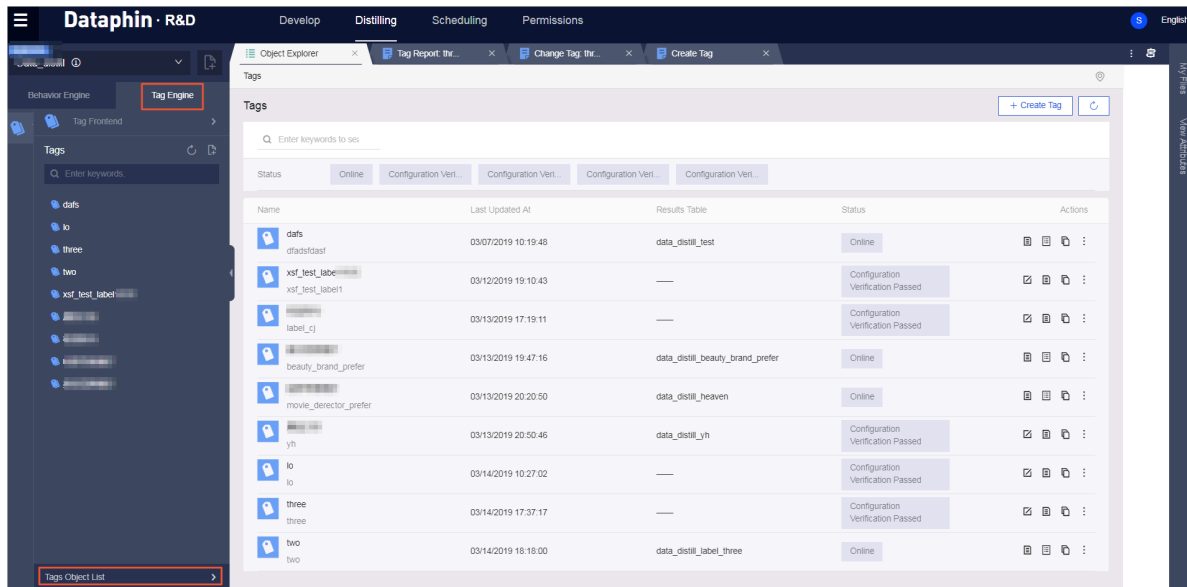 Dataphin · R&D
Develop
Distilling
Scheduling
Permissions
S
English
Object Explorer
Tag Report: thr...
Change Tag: thr...
Create Tag
My Files
View Attributes
Behavior Engine
Tag Engine
Tag Frontend
Tags
Enter keywords.
dafs
lo
three
two
xsf_test_label
Tags Object List
Tags
Tags
+ Create Tag
Enter keywords to sea
Status
Online
Configuration Veri...
Configuration Veri...
Configuration Veri...
Configuration Veri...
Name Last Updated At Results Table Status Actions
dafs
dfadsfdasf
03/07/2019 10:19:48 data_distill_test Online
xsf_test_labe
xsf_test_label1
03/12/2019 19:10:43 —— Configuration
Verification Passed
label_cj
03/13/2019 17:19:11 —— Configuration
Verification Passed
beauty_brand_prefer
03/13/2019 19:47:16 data_distill_beauty_brand_prefer Online
movie_derector_prefer
03/13/2019 20:20:50 data_distill_heaven Online
yh
03/13/2019 20:50:46 data_distill_yh Configuration
Verification Passed
lo
lo
03/14/2019 10:27:02 —— Configuration
Verification Passed
three
three
03/14/2019 17:37:17 —— Configuration
Verification Passed
two
two
03/14/2019 18:18:00 data_distill_label_three Online